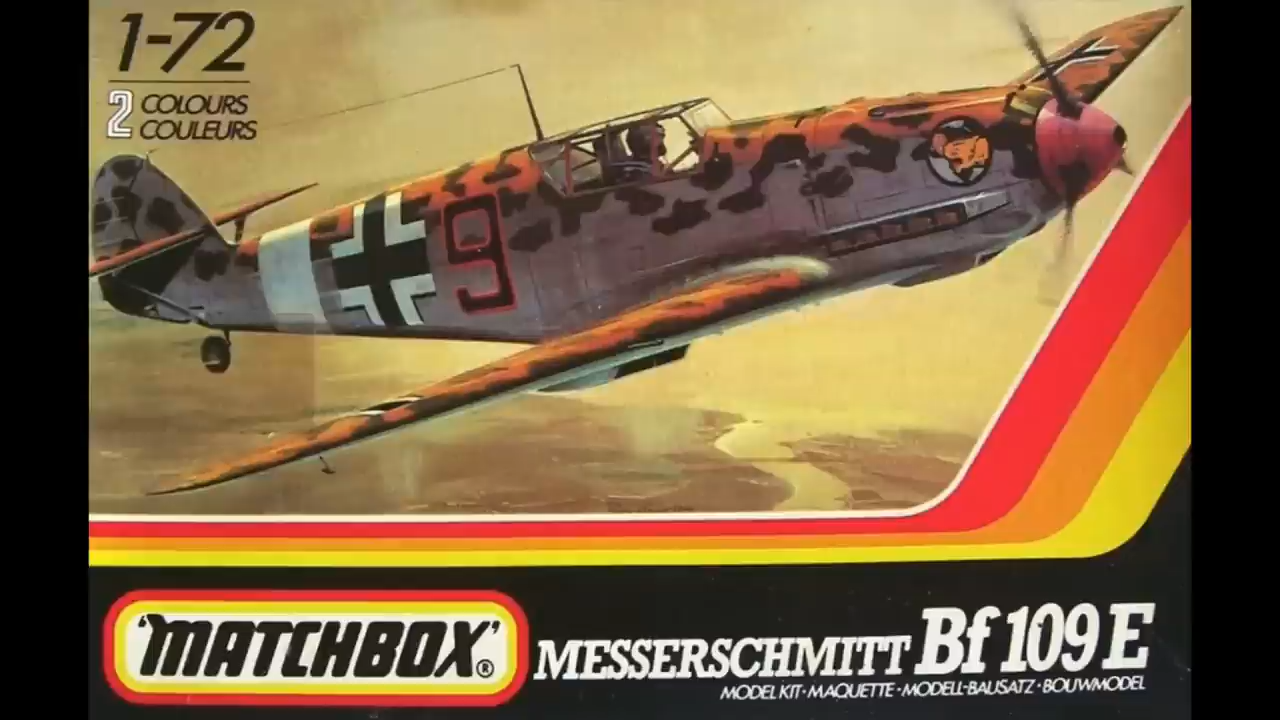 1-72
2 COLOURS
COULEURS
9
'MATCHBOX'®
MESSERSCHMITT Bf 109 E
MODEL KIT·MAQUETTE·MODELL-BAUSATZ·BOUWMODEL